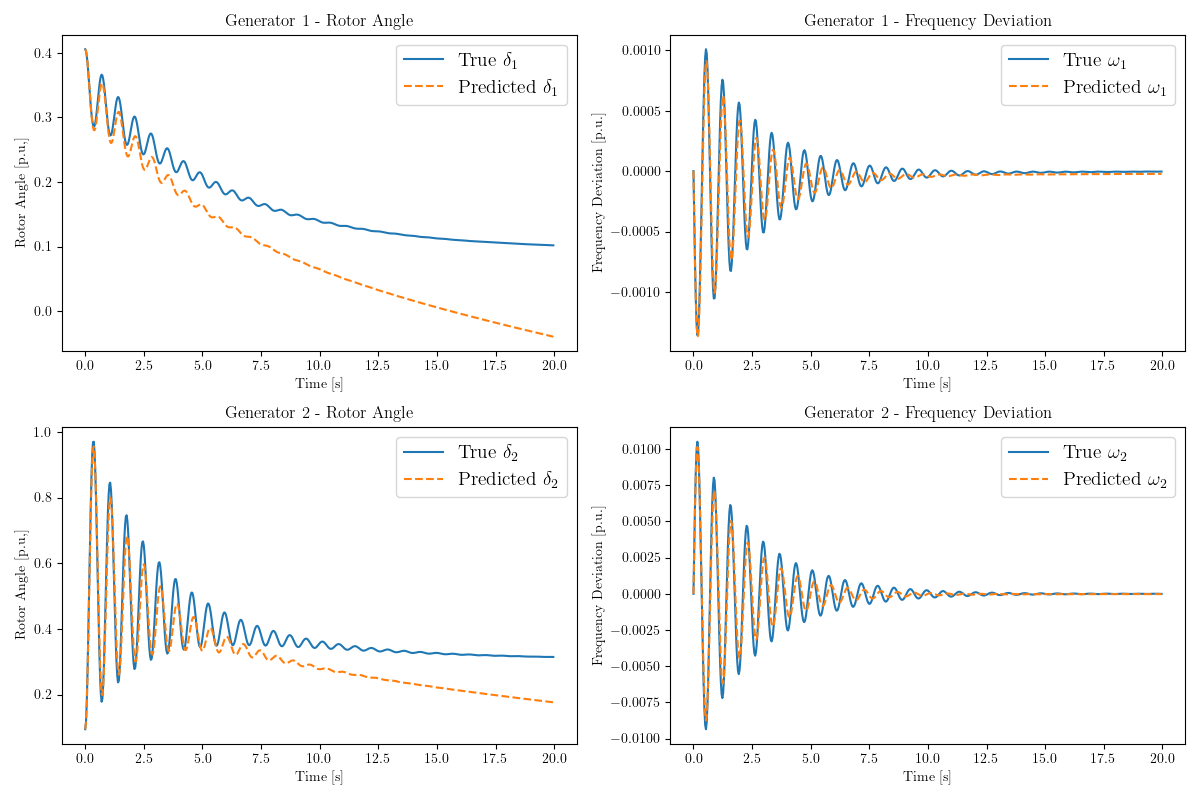 Generator 1 - Rotor Angle
Rotor Angle [p.u.]
0.4
0.3
0.2
0.1
0.0
True δ₁
Predicted δ₁
0.0 2.5 5.0 7.5 10.0 12.5 15.0 17.5 20.0
Time [s]
Generator 1 - Frequency Deviation
Frequency Deviation [p.u.]
0.0010
0.0005
0.0000
−0.0005
−0.0010
True ω₁
Predicted ω₁
0.0 2.5 5.0 7.5 10.0 12.5 15.0 17.5 20.0
Time [s]
Generator 2 - Rotor Angle
Rotor Angle [p.u.]
1.0
0.8
0.6
0.4
0.2
True δ₂
Predicted δ₂
0.0 2.5 5.0 7.5 10.0 12.5 15.0 17.5 20.0
Time [s]
Generator 2 - Frequency Deviation
Frequency Deviation [p.u.]
0.0100
0.0075
0.0050
0.0025
0.0000
−0.0025
−0.0050
−0.0075
−0.0100
True ω₂
Predicted ω₂
0.0 2.5 5.0 7.5 10.0 12.5 15.0 17.5 20.0
Time [s]